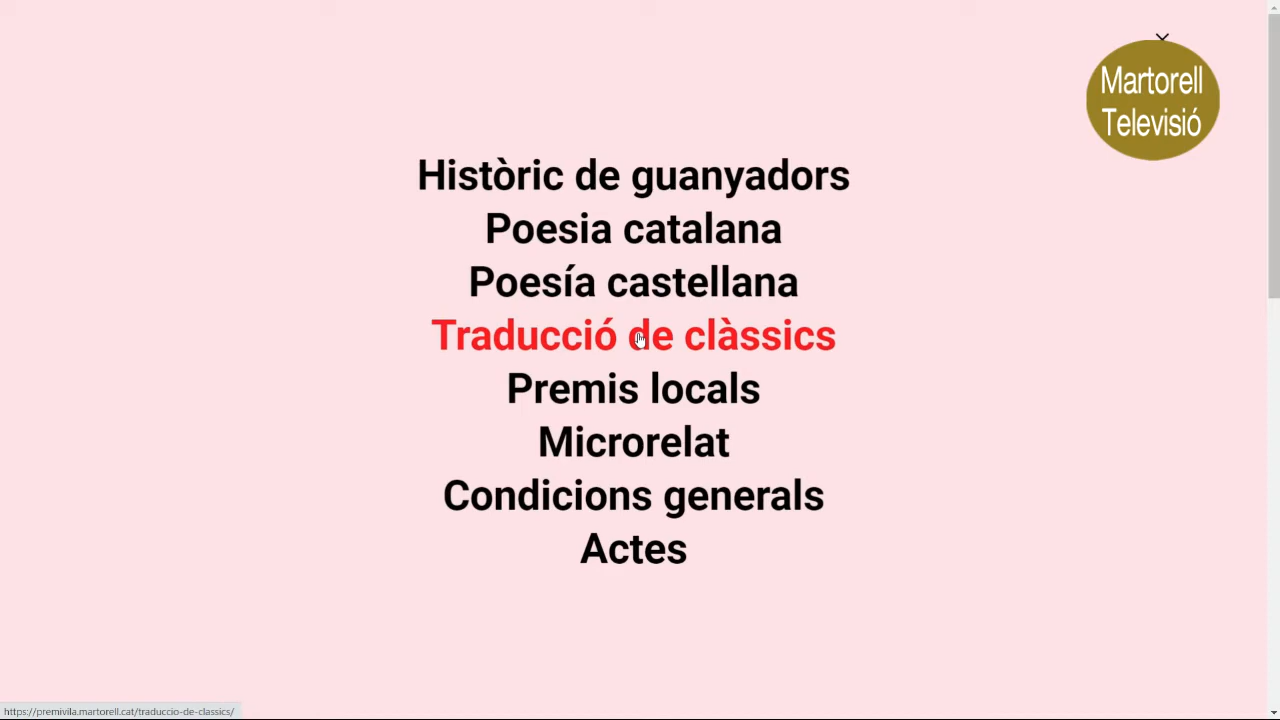 Martorell
Televisió
Històric de guanyadors
Poesia catalana
Poesía castellana
Traducció de clàssics
Premis locals
Microrelat
Condicions generals
Actes
https://premivila.martorell.cat/traduccio-de-classics/